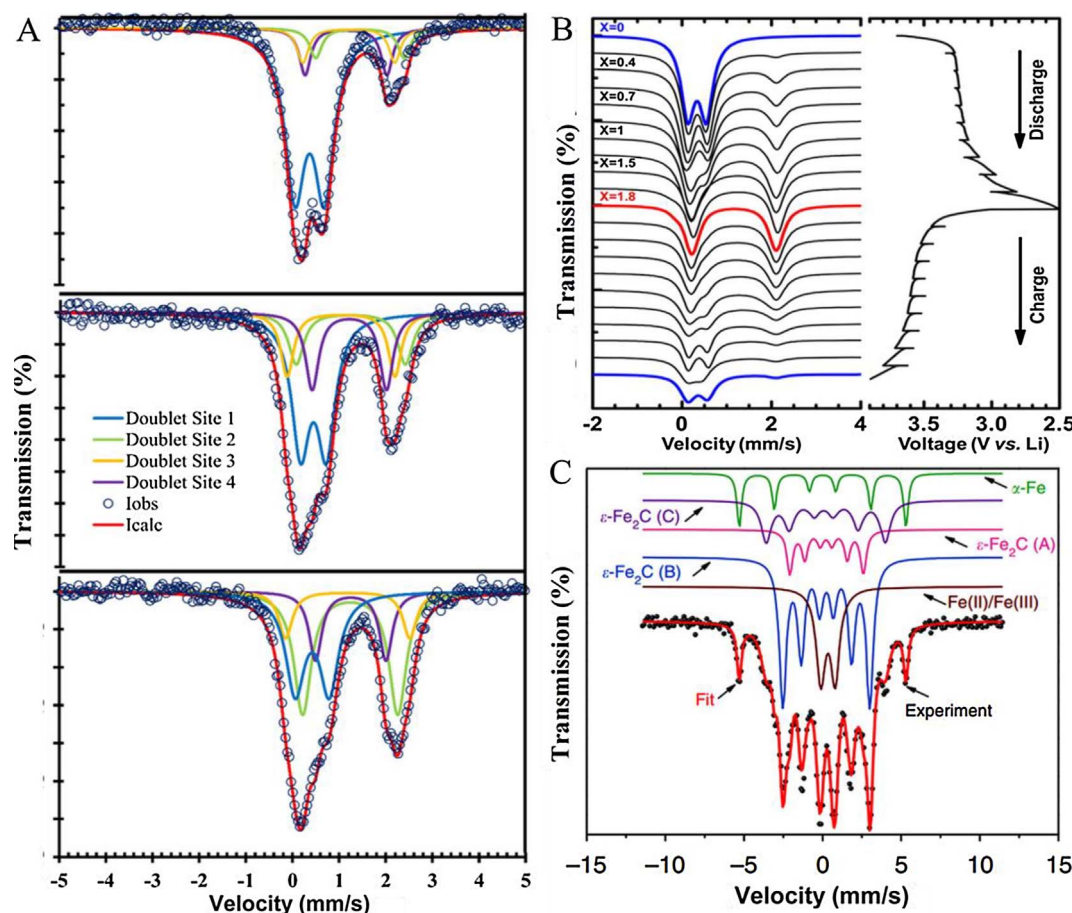 A
Transmission (%)
Doublet Site 1
Doublet Site 2
Doublet Site 3
Doublet Site 4
Iobs
Icalc
-5 -4 -3 -2 -1 0 1 2 3 4 5
Velocity (mm/s)
B
Transmission (%)
X=0
X=0.4
X=0.7
X=1
X=1.5
X=1.8
-2 0 2 4
Velocity (mm/s)
Discharge
Charge
3.5 3.0 2.5
Voltage (V vs. Li)
C
Transmission (%)
α-Fe
ε-Fe₂C (C)
ε-Fe₂C (A)
ε-Fe₂C (B)
Fe(II)/Fe(III)
Fit
Experiment
−15 −10 −5 0 5 10 15
Velocity (mm/s)